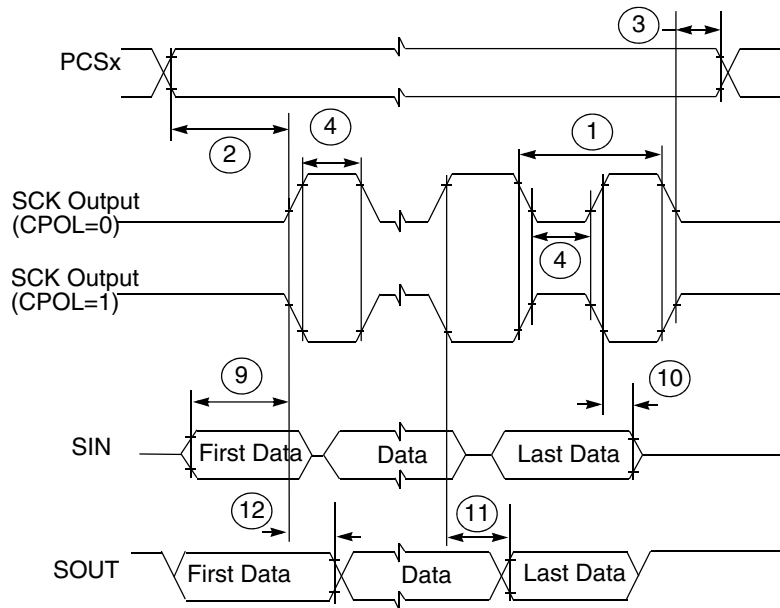 3
PCSx
2
4
1
SCK Output
(CPOL=0)
4
SCK Output
(CPOL=1)
9
10
SIN
First Data
Data
Last Data
12
11
SOUT
First Data
Data
Last Data